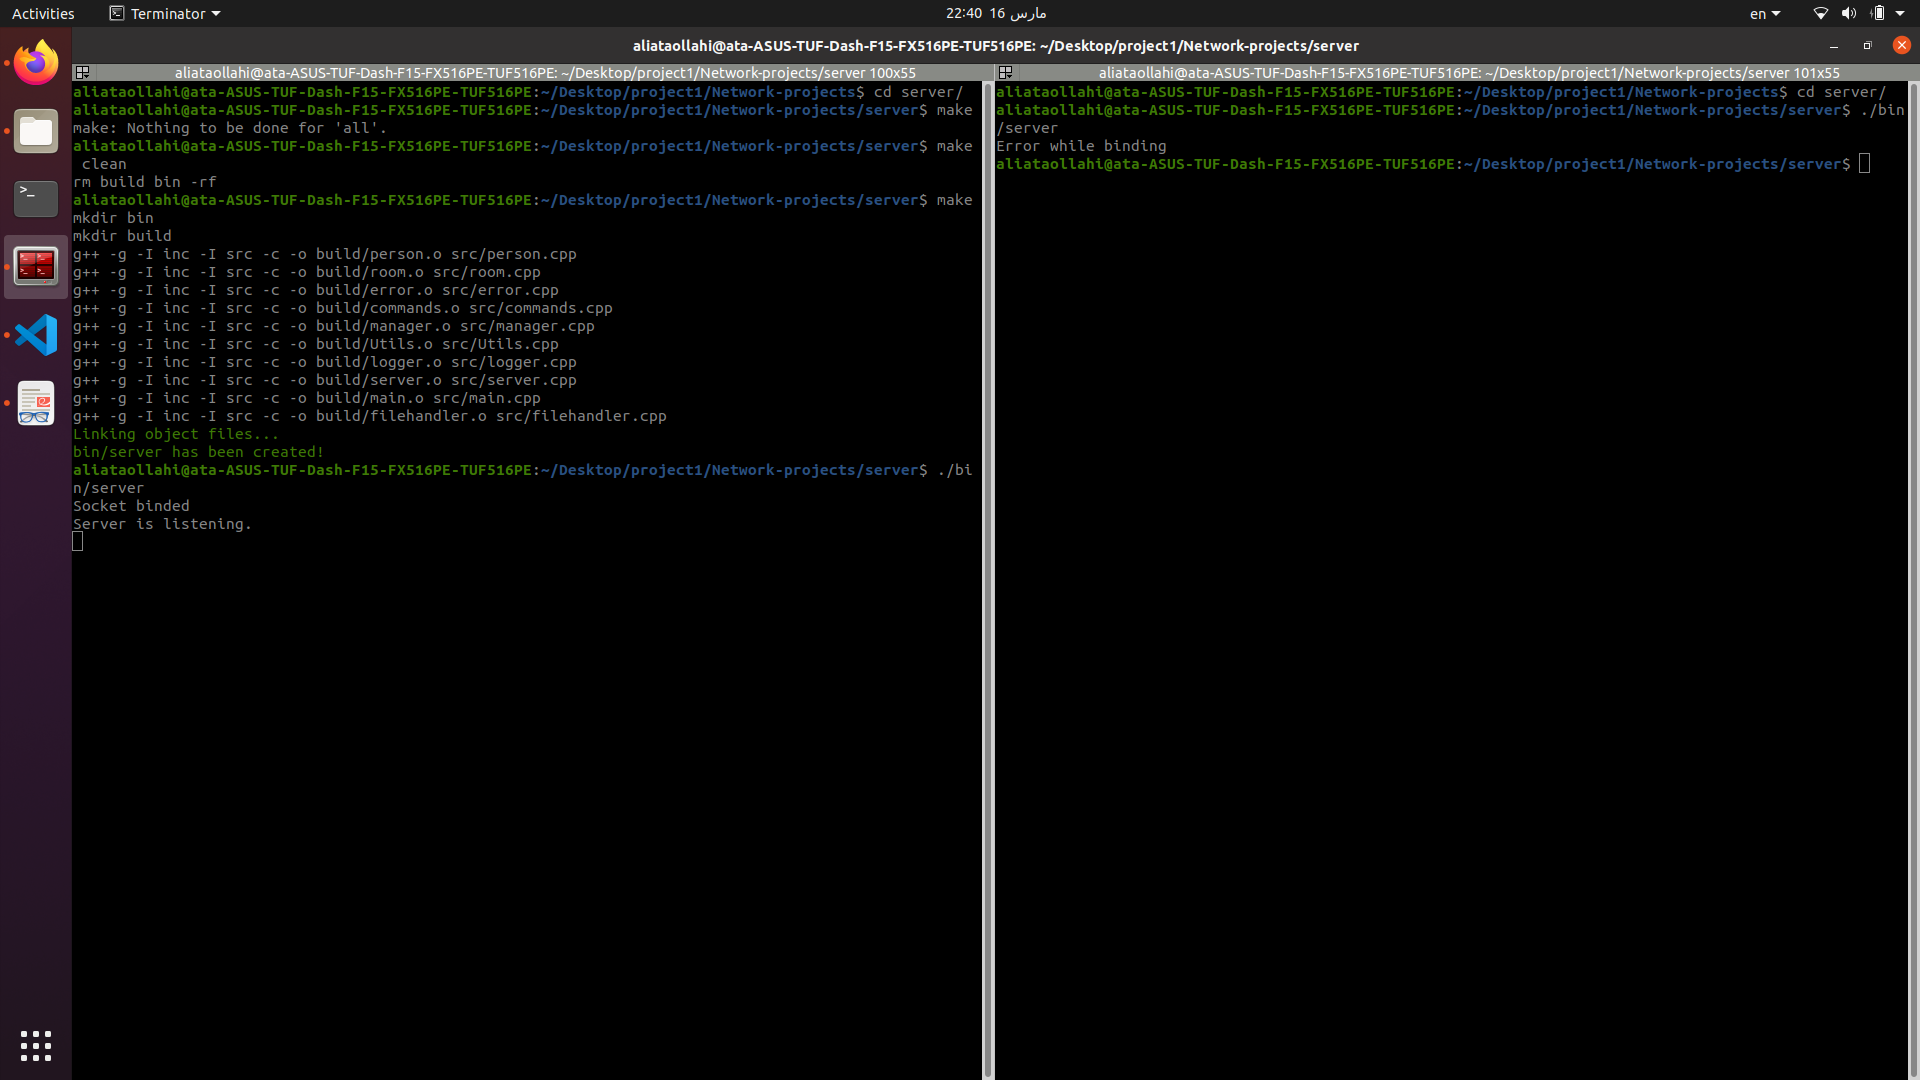 Activities
Terminator
22:40 16 مارس
en
aliataollahi@ata-ASUS-TUF-Dash-F15-FX516PE-TUF516PE: ~/Desktop/project1/Network-projects/server
aliataollahi@ata-ASUS-TUF-Dash-F15-FX516PE-TUF516PE: ~/Desktop/project1/Network-projects/server 100x55
aliataollahi@ata-ASUS-TUF-Dash-F15-FX516PE-TUF516PE:~/Desktop/project1/Network-projects$ cd server/
aliataollahi@ata-ASUS-TUF-Dash-F15-FX516PE-TUF516PE:~/Desktop/project1/Network-projects/server$ make
make: Nothing to be done for 'all'.
aliataollahi@ata-ASUS-TUF-Dash-F15-FX516PE-TUF516PE:~/Desktop/project1/Network-projects/server$ make
 clean
rm build bin -rf
aliataollahi@ata-ASUS-TUF-Dash-F15-FX516PE-TUF516PE:~/Desktop/project1/Network-projects/server$ make
mkdir bin
mkdir build
g++ -g -I inc -I src -c -o build/person.o src/person.cpp
g++ -g -I inc -I src -c -o build/room.o src/room.cpp
g++ -g -I inc -I src -c -o build/error.o src/error.cpp
g++ -g -I inc -I src -c -o build/commands.o src/commands.cpp
g++ -g -I inc -I src -c -o build/manager.o src/manager.cpp
g++ -g -I inc -I src -c -o build/Utils.o src/Utils.cpp
g++ -g -I inc -I src -c -o build/logger.o src/logger.cpp
g++ -g -I inc -I src -c -o build/server.o src/server.cpp
g++ -g -I inc -I src -c -o build/main.o src/main.cpp
g++ -g -I inc -I src -c -o build/filehandler.o src/filehandler.cpp
Linking object files...
bin/server has been created!
aliataollahi@ata-ASUS-TUF-Dash-F15-FX516PE-TUF516PE:~/Desktop/project1/Network-projects/server$ ./bi
n/server
Socket binded
Server is listening.
aliataollahi@ata-ASUS-TUF-Dash-F15-FX516PE-TUF516PE: ~/Desktop/project1/Network-projects/server 101x55
aliataollahi@ata-ASUS-TUF-Dash-F15-FX516PE-TUF516PE:~/Desktop/project1/Network-projects$ cd server/
aliataollahi@ata-ASUS-TUF-Dash-F15-FX516PE-TUF516PE:~/Desktop/project1/Network-projects/server$ ./bin
/server
Error while binding
aliataollahi@ata-ASUS-TUF-Dash-F15-FX516PE-TUF516PE:~/Desktop/project1/Network-projects/server$